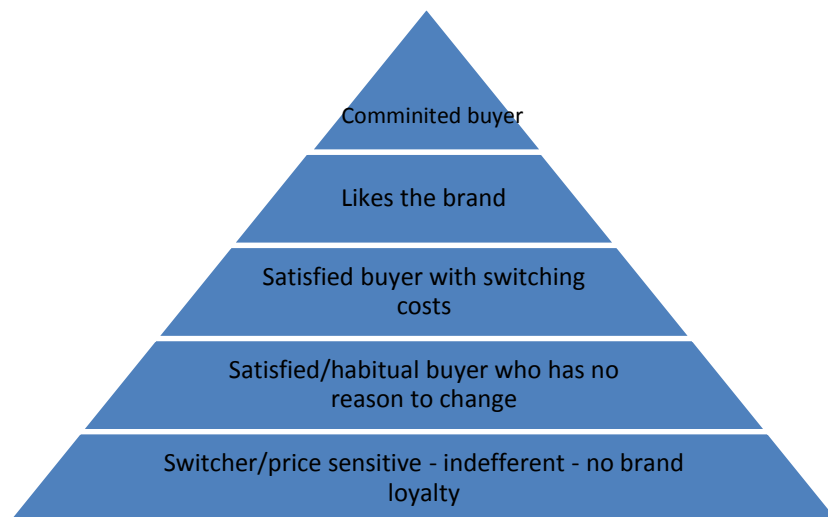 Comminited buyer
Likes the brand
Satisfied buyer with switching
costs
Satisfied/habitual buyer who has no
reason to change
Switcher/price sensitive - indefferent - no brand
loyalty